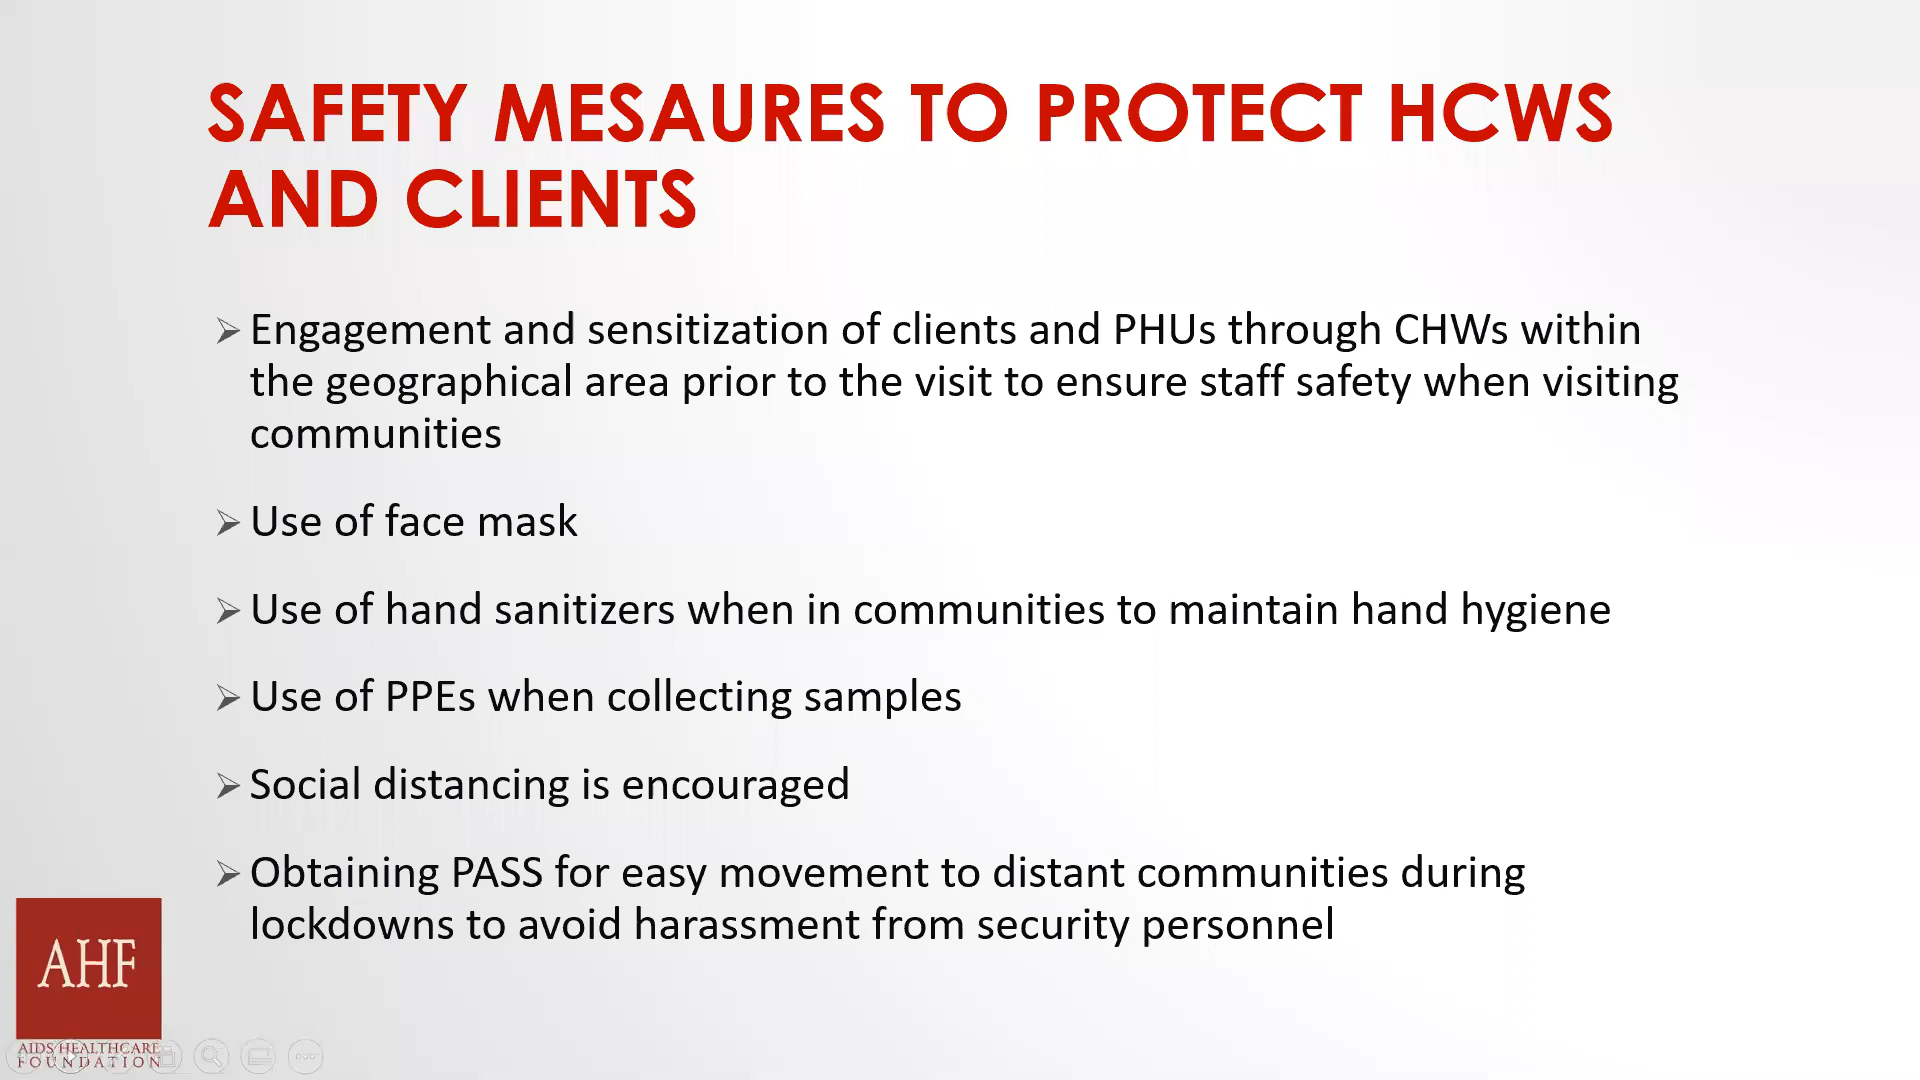 SAFETY MESAURES TO PROTECT HCWS
AND CLIENTS
Engagement and sensitization of clients and PHUs through CHWs within
the geographical area prior to the visit to ensure staff safety when visiting
communities
Use of face mask
Use of hand sanitizers when in communities to maintain hand hygiene
Use of PPEs when collecting samples
Social distancing is encouraged
Obtaining PASS for easy movement to distant communities during
lockdowns to avoid harassment from security personnel
AHF
AIDS HEALTHCARE
FOUNDATION